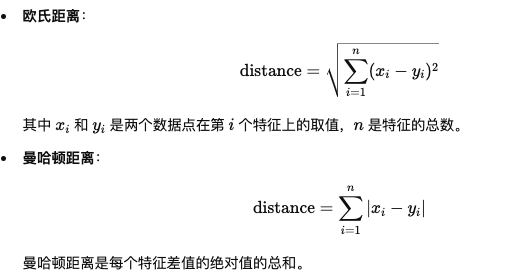 • 欧氏距离：
distance = \sqrt{\sum_{i=1}^{n}(x_i - y_i)^2}
其中 x_i 和 y_i 是两个数据点在第 i 个特征上的取值，n 是特征的总数。
• 曼哈顿距离：
distance = \sum_{i=1}^{n}|x_i - y_i|
曼哈顿距离是每个特征差值的绝对值的总和。